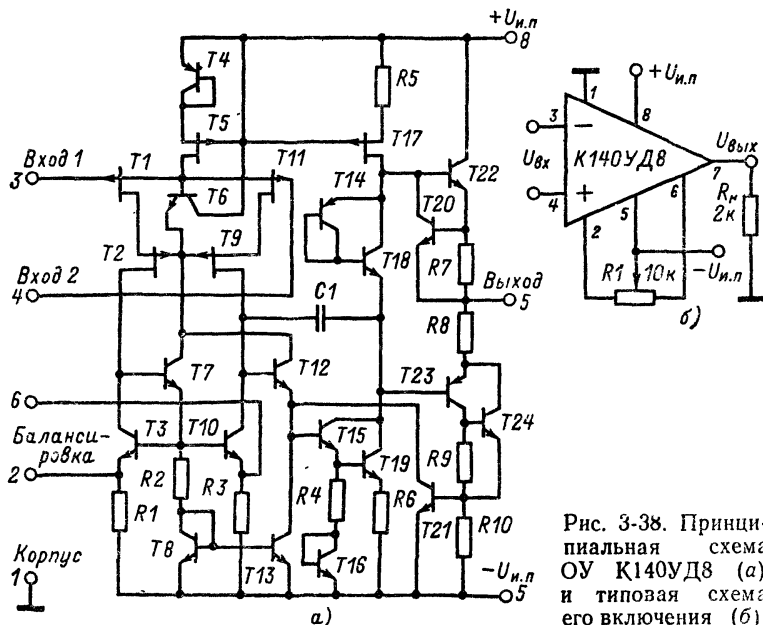 +Uи.п
8
T4
R5
T5
T17
Вход 1
3
T1
T11
T6
T14
T22
T20
T2
T9
T18
R7
Вход 2
4
C1
Выход
5
R8
T7
T12
T23
T24
6
Балансировка
2
T3
T10
T15
T19
R9
R1
R2
R3
R4
R6
T21
R10
T8
T13
T16
Корпус
1
-Uи.п
5
а)
+Uи.п
1
8
3
Uвх
4
К140УД8
Uвых
7
6
5
2
Rн
2к
R1
10к
-Uи.п
б)
Рис. 3-38. Принци-
пиальная схема
ОУ К140УД8 (а)
и типовая схема
его включения (б)